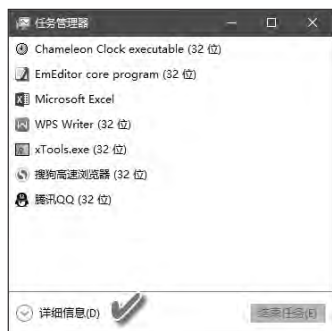 任务管理器
Chameleon Clock executable (32 位)
EmEditor core program (32 位)
Microsoft Excel
WPS Writer (32 位)
xTools.exe (32 位)
搜狗高速浏览器 (32 位)
腾讯QQ (32 位)
详细信息(D)
结束任务(E)